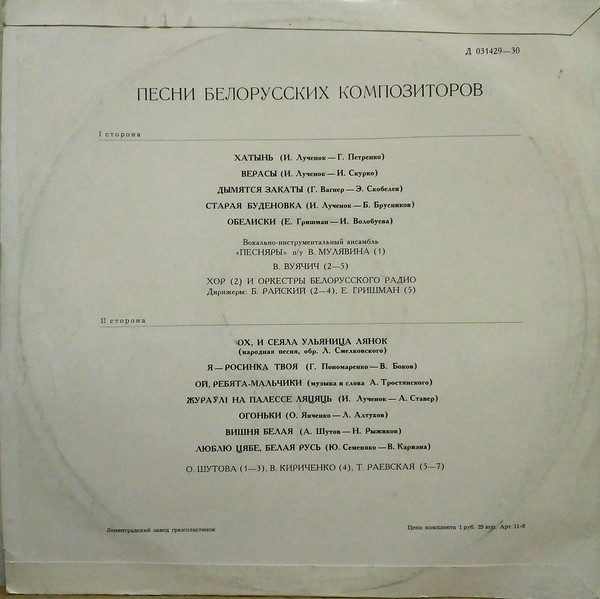 Д 031429—30
ПЕСНИ БЕЛОРУССКИХ КОМПОЗИТОРОВ
I сторона
ХАТЫНЬ (И. Лученок — Г. Петренко)
ВЕРАСЫ (И. Лученок — И. Скурко)
ДЫМЯТСЯ ЗАКАТЫ (Г. Вагнер — Э. Скобелев)
СТАРАЯ БУДЕНОВКА (И. Лученок — Б. Брусников)
ОБЕЛИСКИ (Е. Гришман — И. Волобуева)
Вокально-инструментальный ансамбль
«ПЕСНЯРЫ» п/у В. МУЛЯВИНА (1)
В. ВУЯЧИЧ (2—5)
ХОР (2) И ОРКЕСТРЫ БЕЛОРУССКОГО РАДИО
Дирижеры: Б. РАЙСКИЙ (2—4), Е. ГРИШМАН (5)
II сторона
ОХ, И СЕЯЛА УЛЬЯНИЦА ЛЯНОК
(народная песня, обр. Л. Смелковского)
Я — РОСИНКА ТВОЯ (Г. Пономаренко — В. Боков)
ОЙ, РЕБЯТА-МАЛЬЧИКИ (музыка и слова А. Тростянского)
ЖУРАУЛІ НА ПАЛЕССЕ ЛЯЦЯЦЬ (И. Лученок — А. Ставер)
ОГОНЬКИ (О. Янченко — Л. Алтухов)
ВИШНЯ БЕЛАЯ (А. Шутов — Н. Рыжиков)
ЛЮБЛЮ ЦЯБЕ, БЕЛАЯ РУСЬ (Ю. Семеняко — В. Каризна)
О. ШУТОВА (1—3), В. КИРИЧЕНКО (4), Т. РАЕВСКАЯ (5—7)
Ленинградский завод грампластинок
Цена комплекта 1 руб. 25 коп. Арт. 11-6